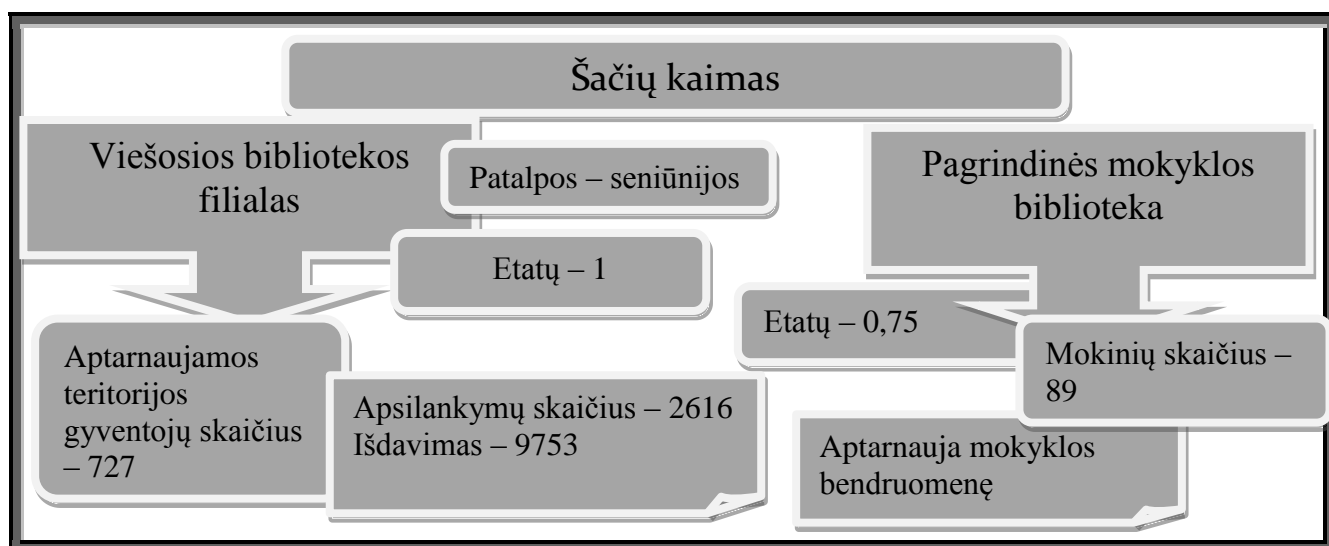 Šačių kaimas
Viešosios bibliotekos
filialas
Patalpos – seniūnijos
Etatų – 1
Aptarnaujamos
teritorijos
gyventojų skaičius
– 727
Apsilankymų skaičius – 2616
Išdavimas – 9753
Pagrindinės mokyklos
biblioteka
Etatų – 0,75
Mokinių skaičius –
89
Aptarnauja mokyklos
bendruomenę